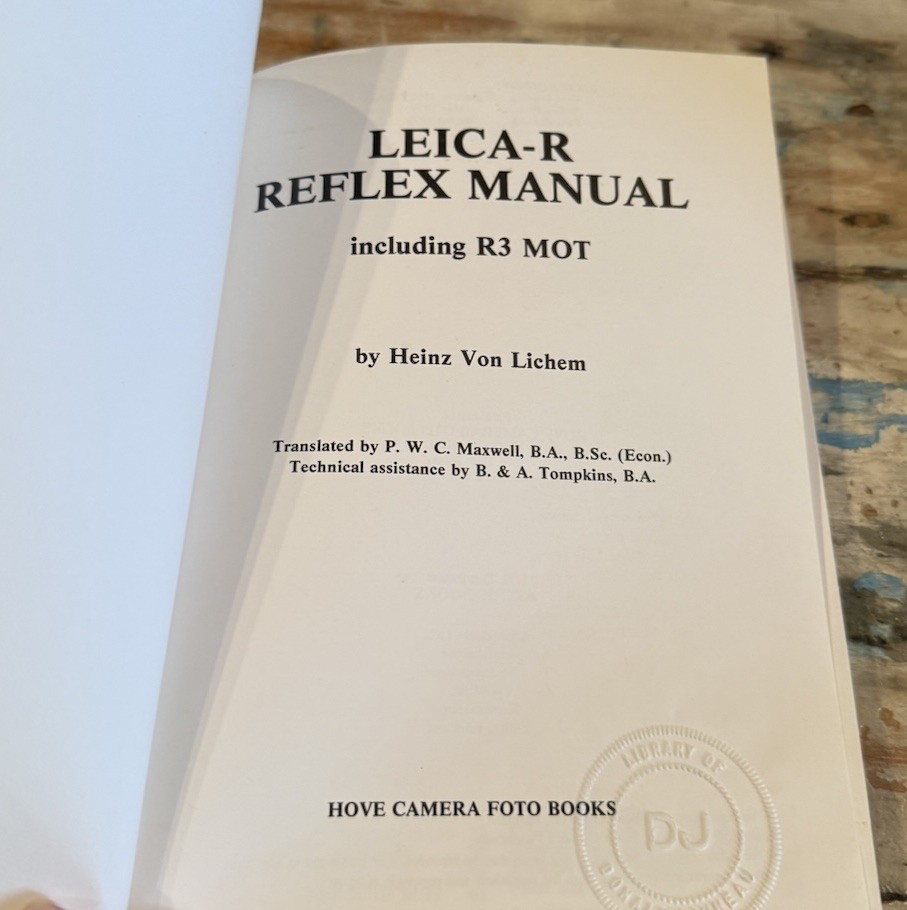 LEICA-R
REFLEX MANUAL
including R3 MOT
by Heinz Von Lichem
Translated by P. W. C. Maxwell, B.A., B.Sc. (Econ.)
Technical assistance by B. & A. Tompkins, B.A.
HOVE CAMERA FOTO BOOKS
LIBRARY OF
DJ